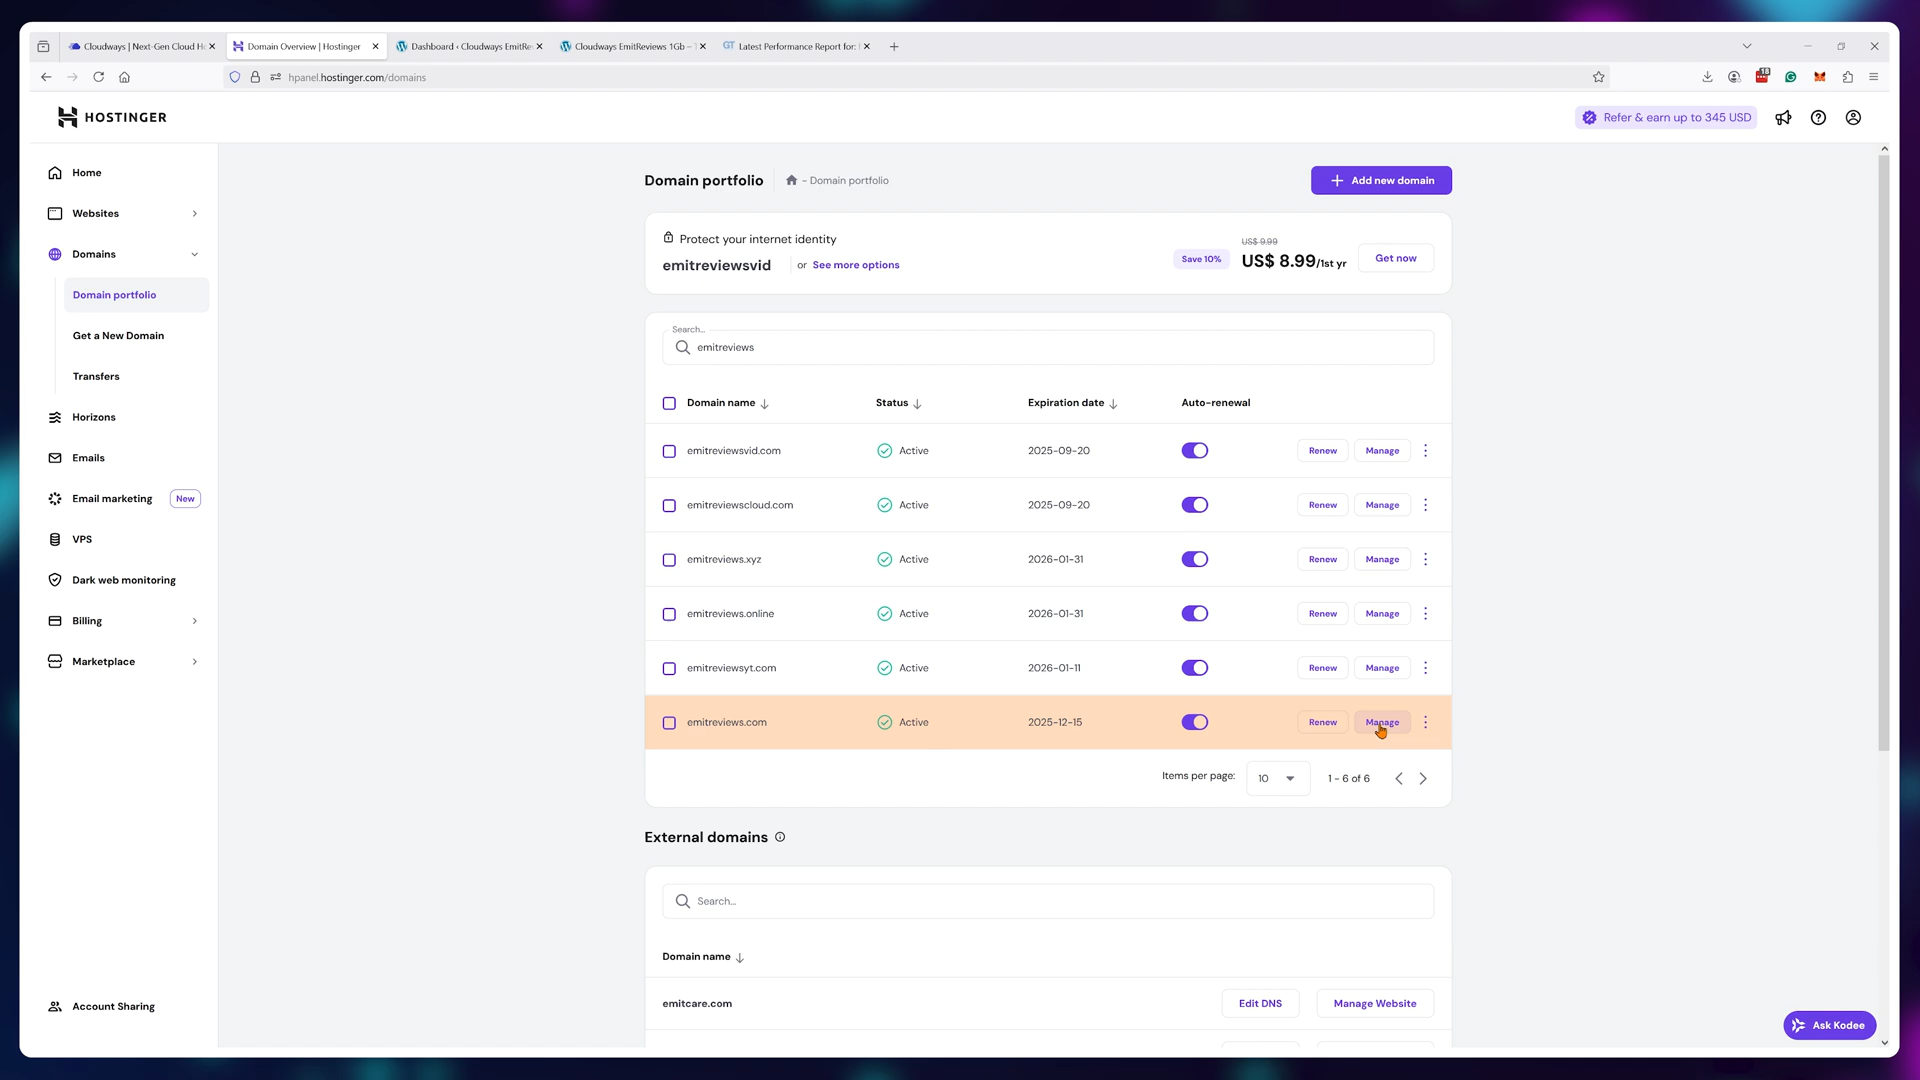 Cloudways | Next-Gen Cloud H
Domain Overview | Hostinger
Dashboard ‹ Cloudways EmitRe
Cloudways EmitReviews 1Gb –
GT Latest Performance Report for:
hpanel.hostinger.com/domains
HOSTINGER
Refer & earn up to 345 USD
Home
Websites
Domains
Domain portfolio
Get a New Domain
Transfers
Horizons
Emails
Email marketing New
VPS
Dark web monitoring
Billing
Marketplace
Account Sharing
Domain portfolio - Domain portfolio
Add new domain
Protect your internet identity
emitreviewsvid or See more options
Save 10%
US$ 9.99
US$ 8.99/1st yr
Get now
Search...
emitreviews
Domain name Status Expiration date Auto-renewal
emitreviewsvid.com Active 2025-09-20 Renew Manage
emitreviewscloud.com Active 2025-09-20 Renew Manage
emitreviews.xyz Active 2026-01-31 Renew Manage
emitreviews.online Active 2026-01-31 Renew Manage
emitreviewsyt.com Active 2026-01-11 Renew Manage
emitreviews.com Active 2025-12-15 Renew Manage
Items per page: 10 1 - 6 of 6
External domains
Search...
Domain name
emitcare.com Edit DNS Manage Website
Ask Kodee